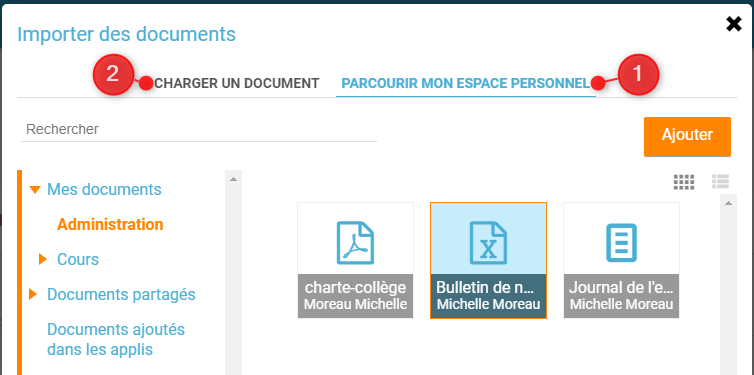 Importer des documents
2
CHARGER UN DOCUMENT
PARCOURIR MON ESPACE PERSONNEL
1
Rechercher
Ajouter
Mes documents
Administration
Cours
Documents partagés
Documents ajoutés
dans les applis
charte-collège
Moreau Michelle
X
Bulletin de n...
Michelle Moreau
Journal de l'e...
Michelle Moreau